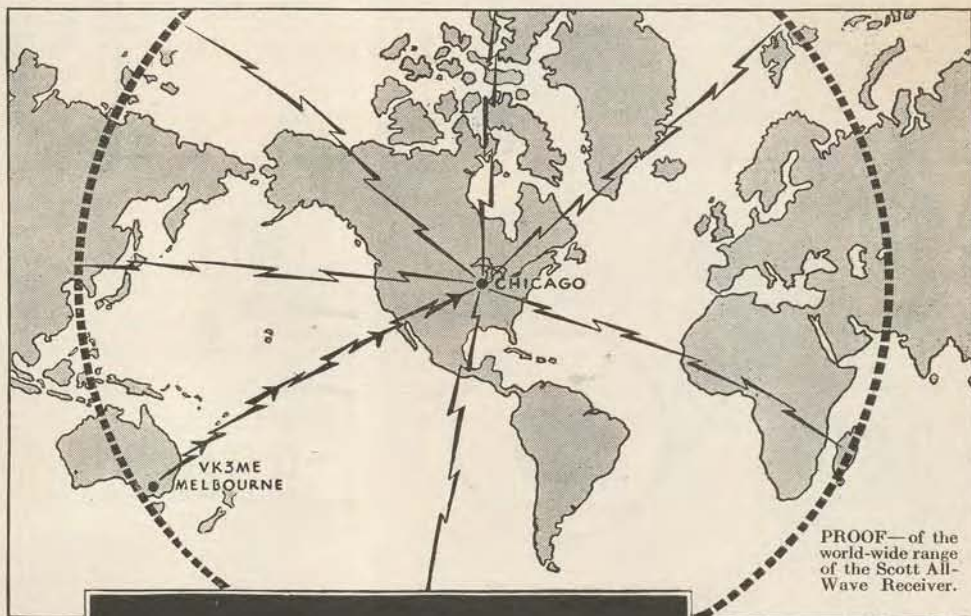 CHICAGO
VK3ME
MELBOURNE
PROOF—of the
world-wide range
of the Scott All-
Wave Receiver.